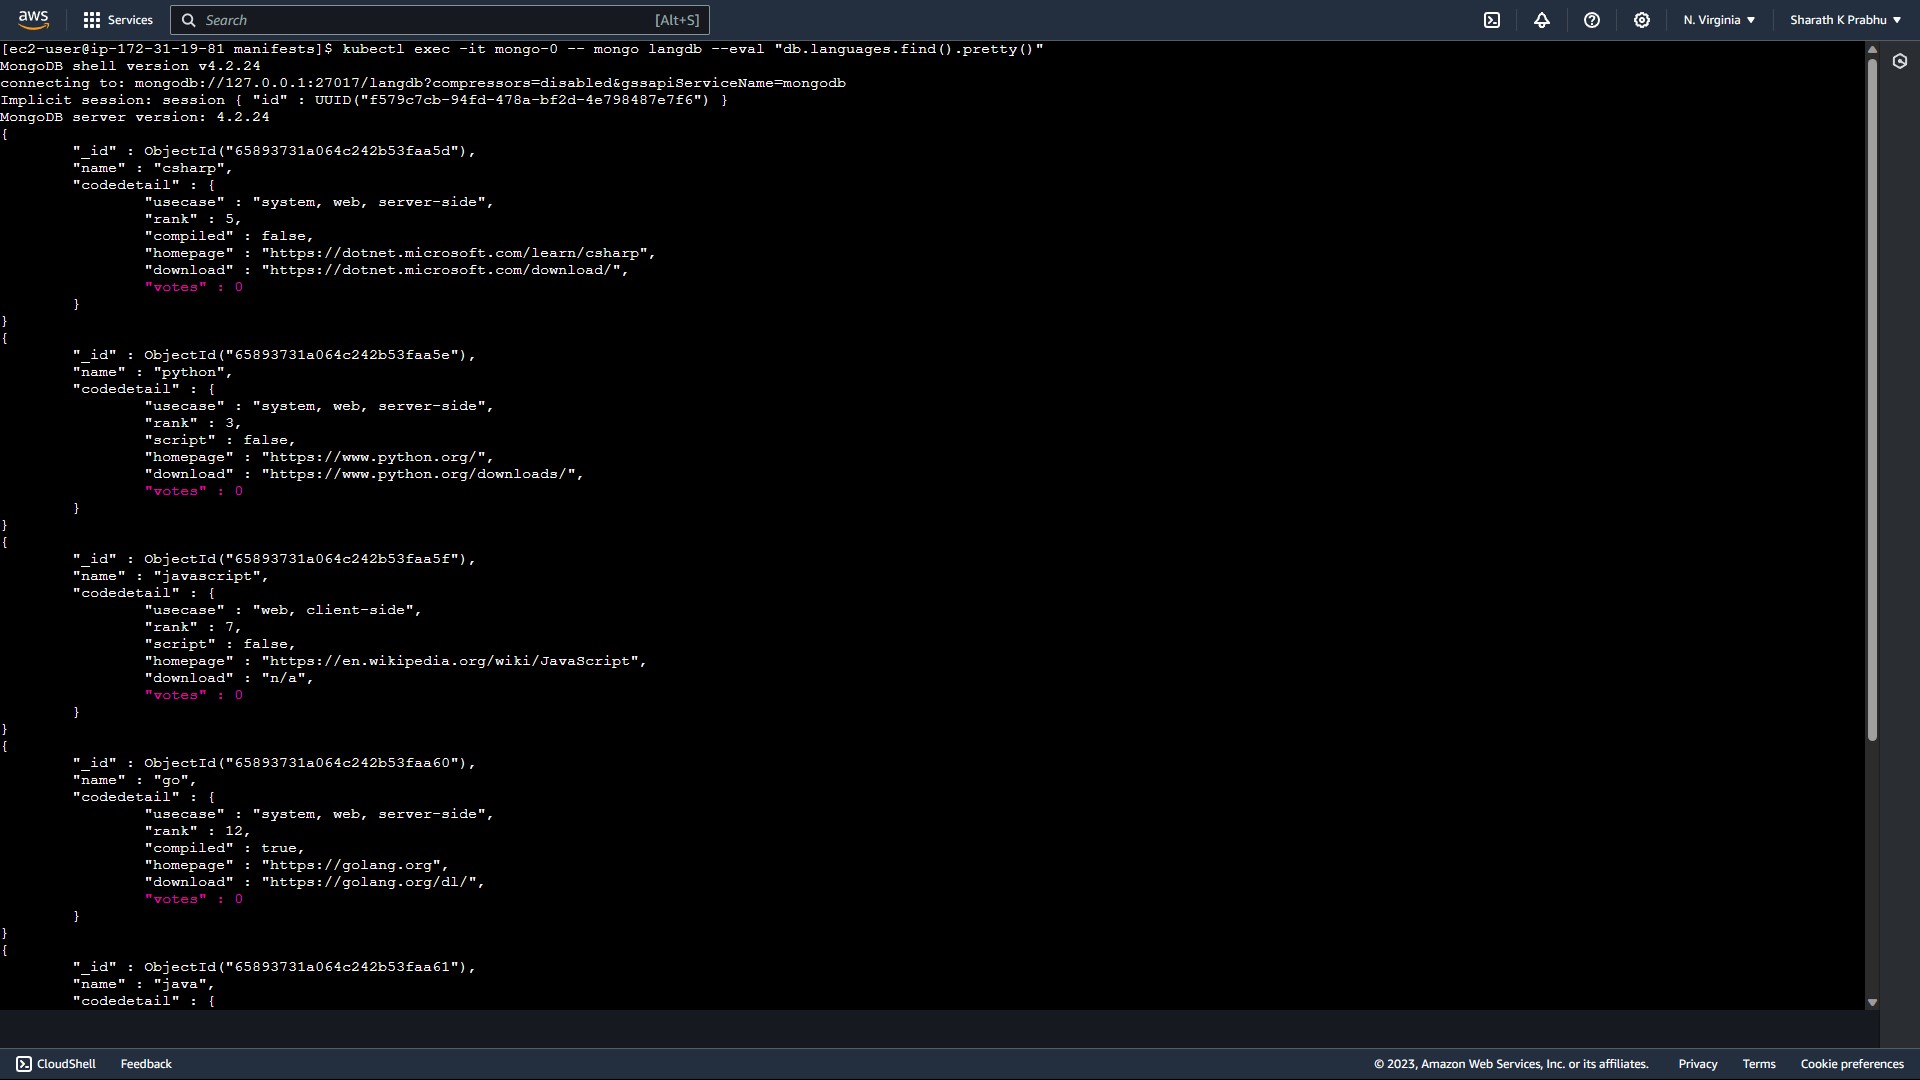 aws Services Search [Alt+S] N. Virginia ▼ Sharath K Prabhu ▼
[ec2-user@ip-172-31-19-81 manifests]$ kubectl exec -it mongo-0 -- mongo langdb --eval "db.languages.find().pretty()"
MongoDB shell version v4.2.24
connecting to: mongodb://127.0.0.1:27017/langdb?compressors=disabled&gssapiServiceName=mongodb
Implicit session: session { "id" : UUID("f579c7cb-94fd-478a-bf2d-4e798487e7f6") }
MongoDB server version: 4.2.24
{
"_id" : ObjectId("65893731a064c242b53faa5d"),
"name" : "csharp",
"codedetail" : {
"usecase" : "system, web, server-side",
"rank" : 5,
"compiled" : false,
"homepage" : "https://dotnet.microsoft.com/learn/csharp",
"download" : "https://dotnet.microsoft.com/download/",
"votes" : 0
}
}
{
"_id" : ObjectId("65893731a064c242b53faa5e"),
"name" : "python",
"codedetail" : {
"usecase" : "system, web, server-side",
"rank" : 3,
"script" : false,
"homepage" : "https://www.python.org/",
"download" : "https://www.python.org/downloads/",
"votes" : 0
}
}
{
"_id" : ObjectId("65893731a064c242b53faa5f"),
"name" : "javascript",
"codedetail" : {
"usecase" : "web, client-side",
"rank" : 7,
"script" : false,
"homepage" : "https://en.wikipedia.org/wiki/JavaScript",
"download" : "n/a",
"votes" : 0
}
}
{
"_id" : ObjectId("65893731a064c242b53faa60"),
"name" : "go",
"codedetail" : {
"usecase" : "system, web, server-side",
"rank" : 12,
"compiled" : true,
"homepage" : "https://golang.org",
"download" : "https://golang.org/dl/",
"votes" : 0
}
}
{
"_id" : ObjectId("65893731a064c242b53faa61"),
"name" : "java",
"codedetail" : {
CloudShell Feedback © 2023, Amazon Web Services, Inc. or its affiliates. Privacy Terms Cookie preferences